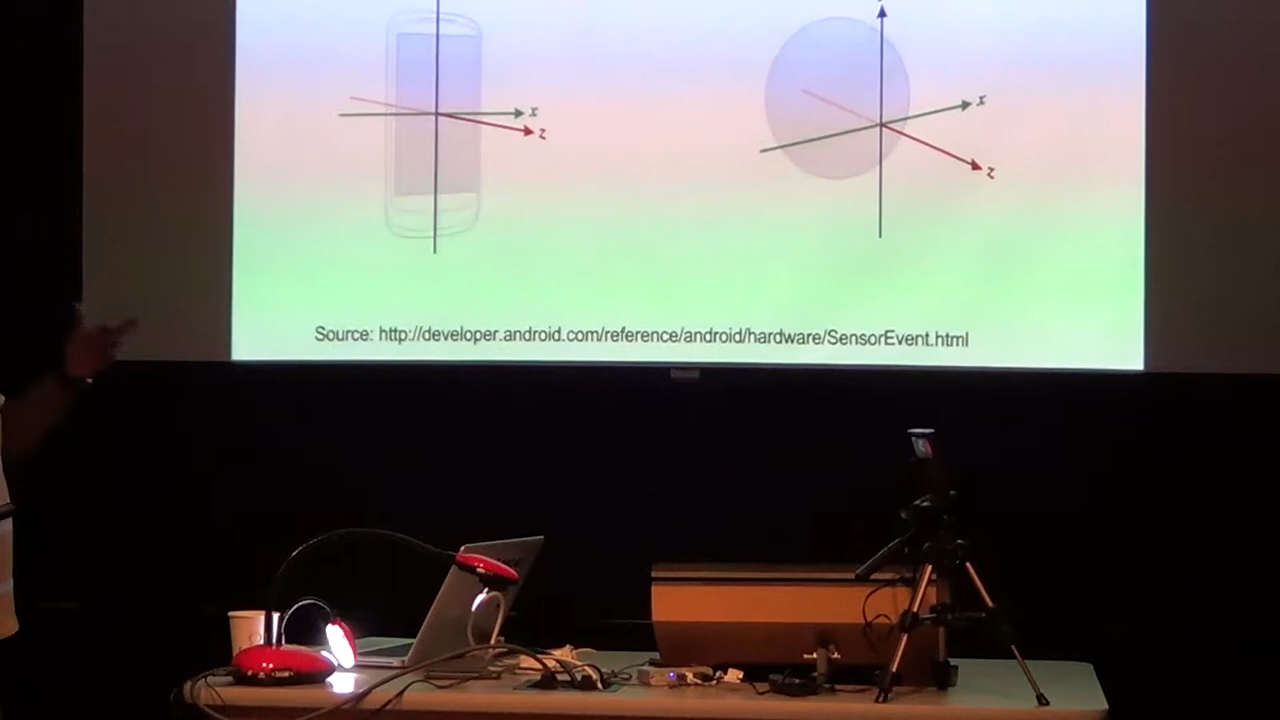 x
z
x
z
Source: http://developer.android.com/reference/android/hardware/SensorEvent.html